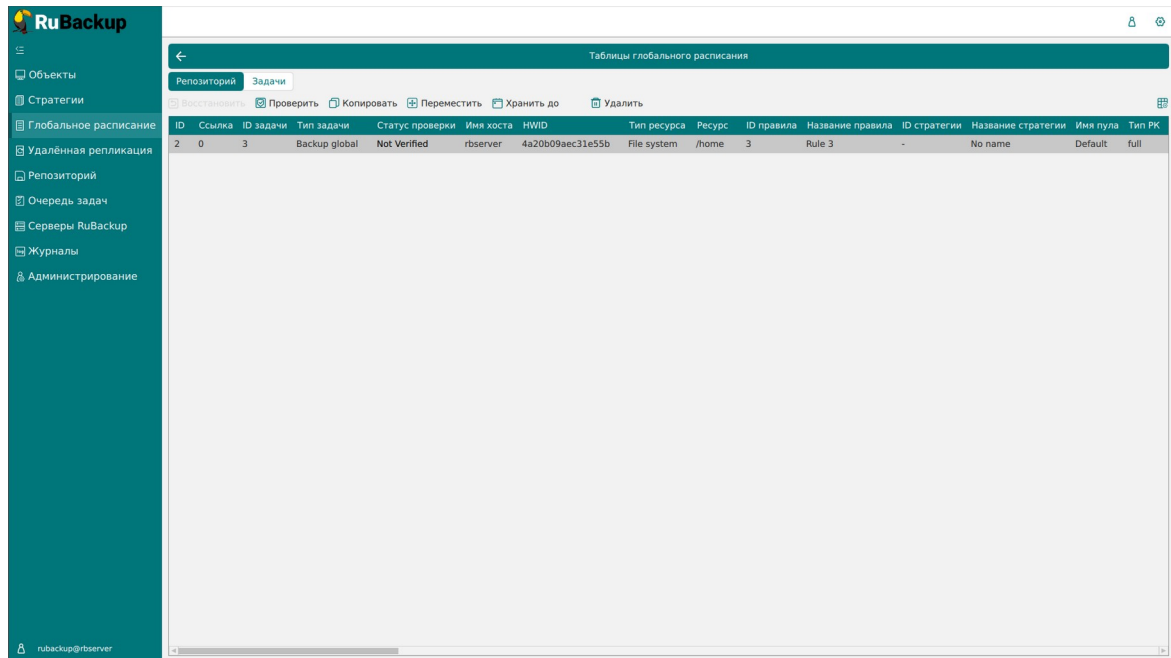 RuBackup
Объекты
Стратегии
Глобальное расписание
Удалённая репликация
Репозиторий
Очередь задач
Серверы RuBackup
Журналы
Администрирование
rubackup@rbserver
Таблицы глобального расписания
Репозиторий Задачи
Восстановить Проверить Копировать Переместить Хранить до Удалить
ID Ссылка ID задачи Тип задачи Статус проверки Имя хоста HWID Тип ресурса Ресурс ID правила Название правила ID стратегии Название стратегии Имя пула Тип РК
2 0 3 Backup global Not Verified rbserver 4a20b09aec31e55b File system /home 3 Rule 3 - No name Default full